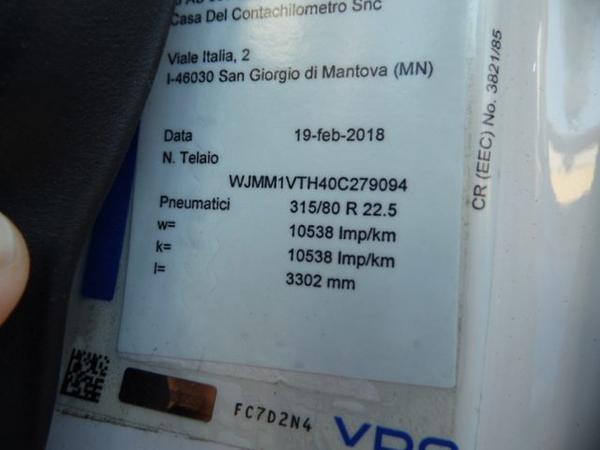 Casa Del Contachilometro Snc
Viale Italia, 2
I-46030 San Giorgio di Mantova (MN)
Data 19-feb-2018
N. Telaio
WJMM1VTH40C279094
Pneumatici 315/80 R 22.5
w= 10538 Imp/km
k= 10538 Imp/km
l= 3302 mm
CR (EEC) No. 3821/85
FC7D2N4
VDO